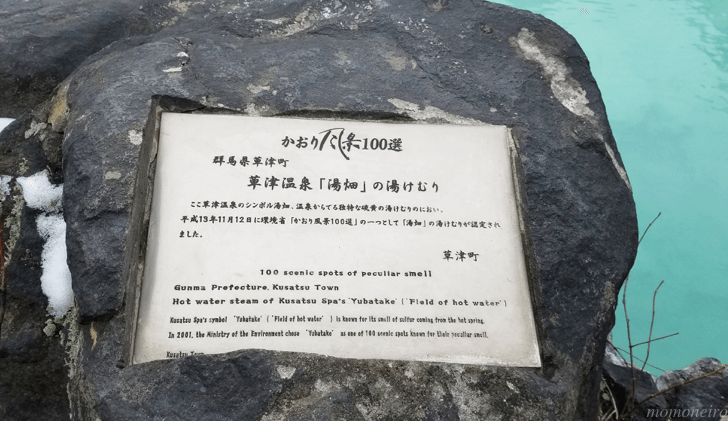 かおり風景100選
群馬県草津町
草津温泉「湯畑」の湯けむり
ここ草津温泉のシンボル湯畑、温泉からでる独特な硫黄の湯けむりのにおい。
平成13年11月12日に環境省「かおり風景100選」の一つとして「湯畑」の湯けむりが認定され
ました。
草津町
100 scenic spots of peculiar smell
Gunma Prefecture, Kusatsu Town
Hot water steam of Kusatsu Spa's 'Yubatake' ('Field of hot water')
Kusatsu Spa's symbol 'Yubatake' ('Field of hot water') is known for its smell of sulfur coming from the hot spring.
In 2001, the Ministry of the Environment chose 'Yubatake' as one of 100 scenic spots known for their peculiar smell.
Kusatsu Town
momoneiro